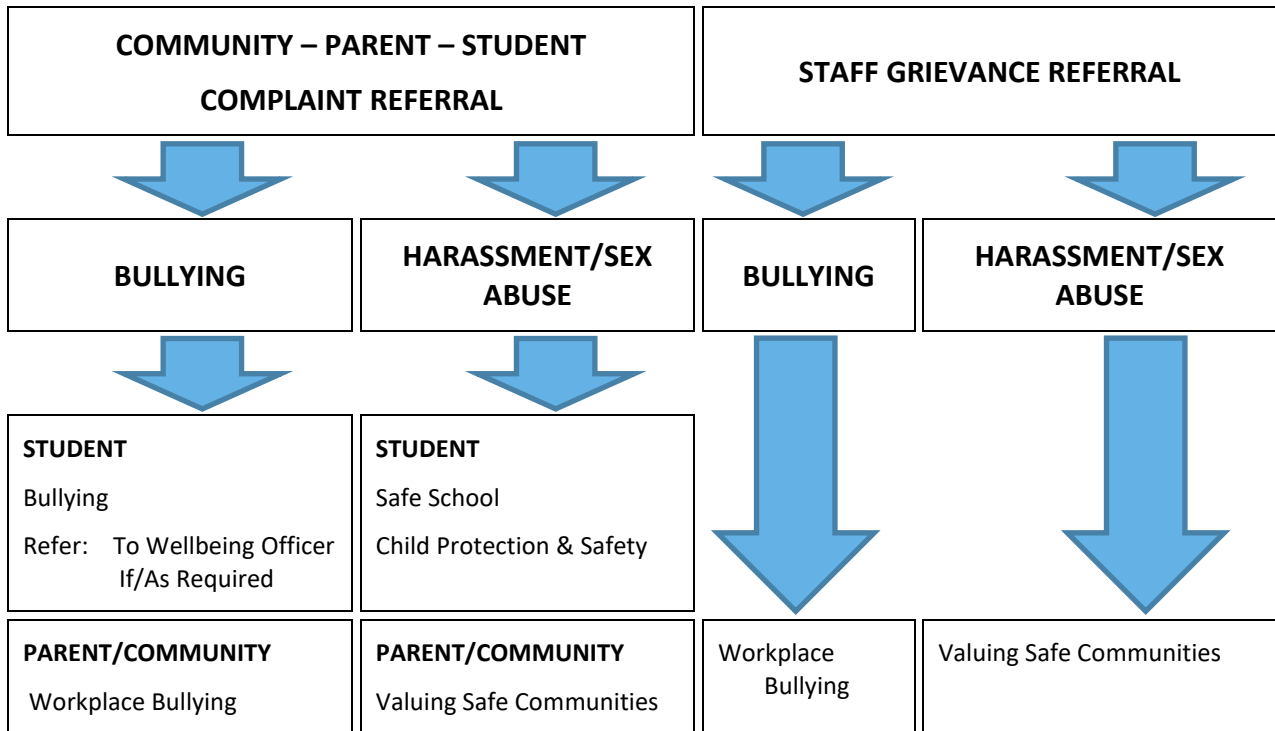 COMMUNITY – PARENT – STUDENT
COMPLAINT REFERRAL
STAFF GRIEVANCE REFERRAL
BULLYING
HARASSMENT/SEX
ABUSE
BULLYING
HARASSMENT/SEX
ABUSE
STUDENT
Bullying
Refer: To Wellbeing Officer
If/As Required
STUDENT
Safe School
Child Protection & Safety
PARENT/COMMUNITY
Workplace Bullying
PARENT/COMMUNITY
Valuing Safe Communities
Workplace
Bullying
Valuing Safe Communities